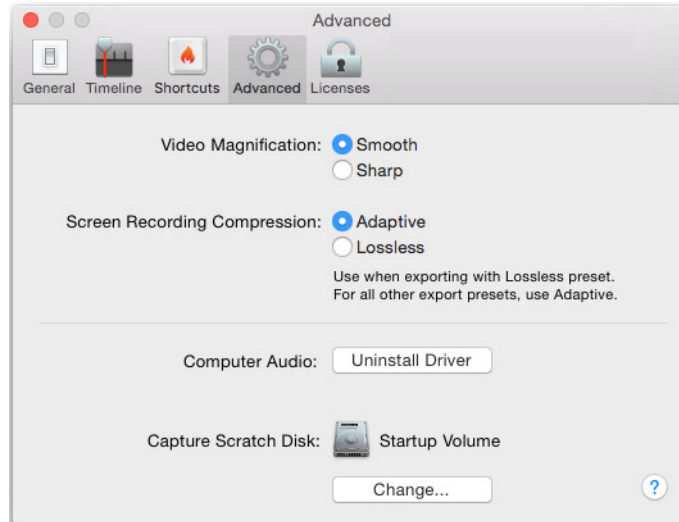 Advanced
General Timeline Shortcuts Advanced Licenses
Video Magnification: Smooth
Sharp
Screen Recording Compression: Adaptive
Lossless
Use when exporting with Lossless preset.
For all other export presets, use Adaptive.
Computer Audio: Uninstall Driver
Capture Scratch Disk: Startup Volume
Change... ?